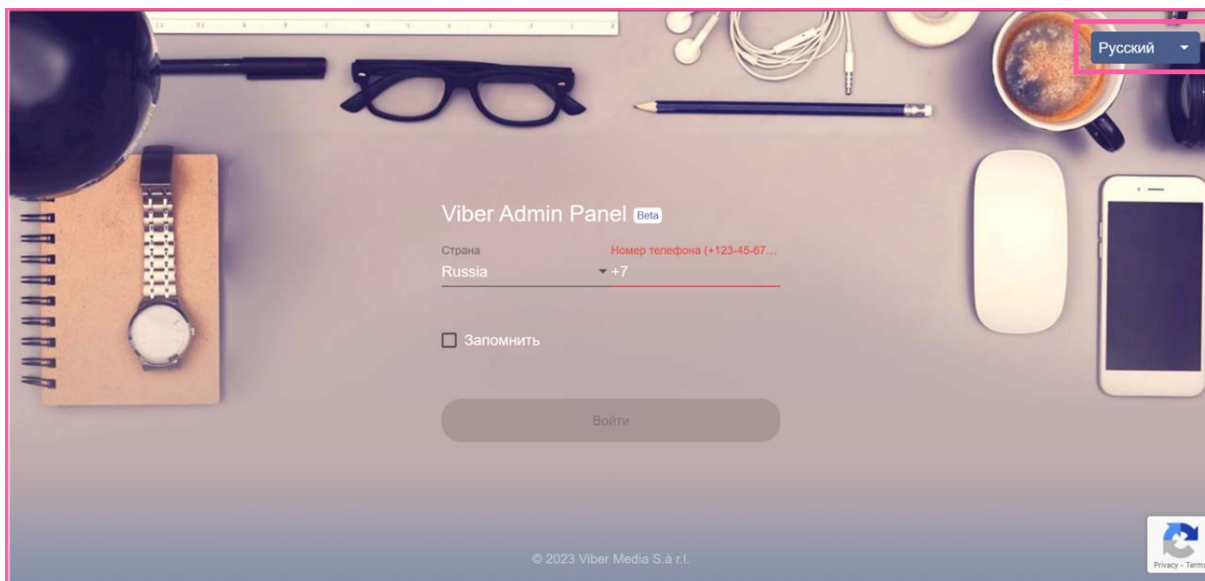 Русский
Viber Admin Panel Beta
Страна
Номер телефона (+123-45-67...
Russia
+7
Запомнить
Войти
© 2023 Viber Media S.à r.l.
Privacy - Terms